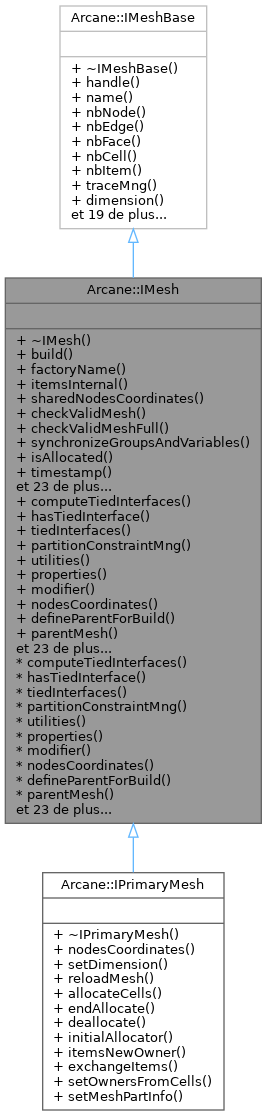 Arcane::IMeshBase
+ ~IMeshBase()
+ handle()
+ name()
+ nbNode()
+ nbEdge()
+ nbFace()
+ nbCell()
+ nbItem()
+ traceMng()
+ dimension()
et 19 de plus...
Arcane::IMesh
+ ~IMesh()
+ build()
+ factoryName()
+ itemsInternal()
+ sharedNodesCoordinates()
+ checkValidMesh()
+ checkValidMeshFull()
+ synchronizeGroupsAndVariables()
+ isAllocated()
+ timestamp()
et 23 de plus...
+ computeTiedInterfaces()
+ hasTiedInterface()
+ tiedInterfaces()
+ partitionConstraintMng()
+ utilities()
+ properties()
+ modifier()
+ nodesCoordinates()
+ defineParentForBuild()
+ parentMesh()
et 23 de plus...
* computeTiedInterfaces()
* hasTiedInterface()
* tiedInterfaces()
* partitionConstraintMng()
* utilities()
* properties()
* modifier()
* nodesCoordinates()
* defineParentForBuild()
* parentMesh()
et 23 de plus...
Arcane::IPrimaryMesh
+ ~IPrimaryMesh()
+ nodesCoordinates()
+ setDimension()
+ reloadMesh()
+ allocateCells()
+ endAllocate()
+ deallocate()
+ initialAllocator()
+ itemsNewOwner()
+ exchangeItems()
+ setOwnersFromCells()
+ setMeshPartInfo()